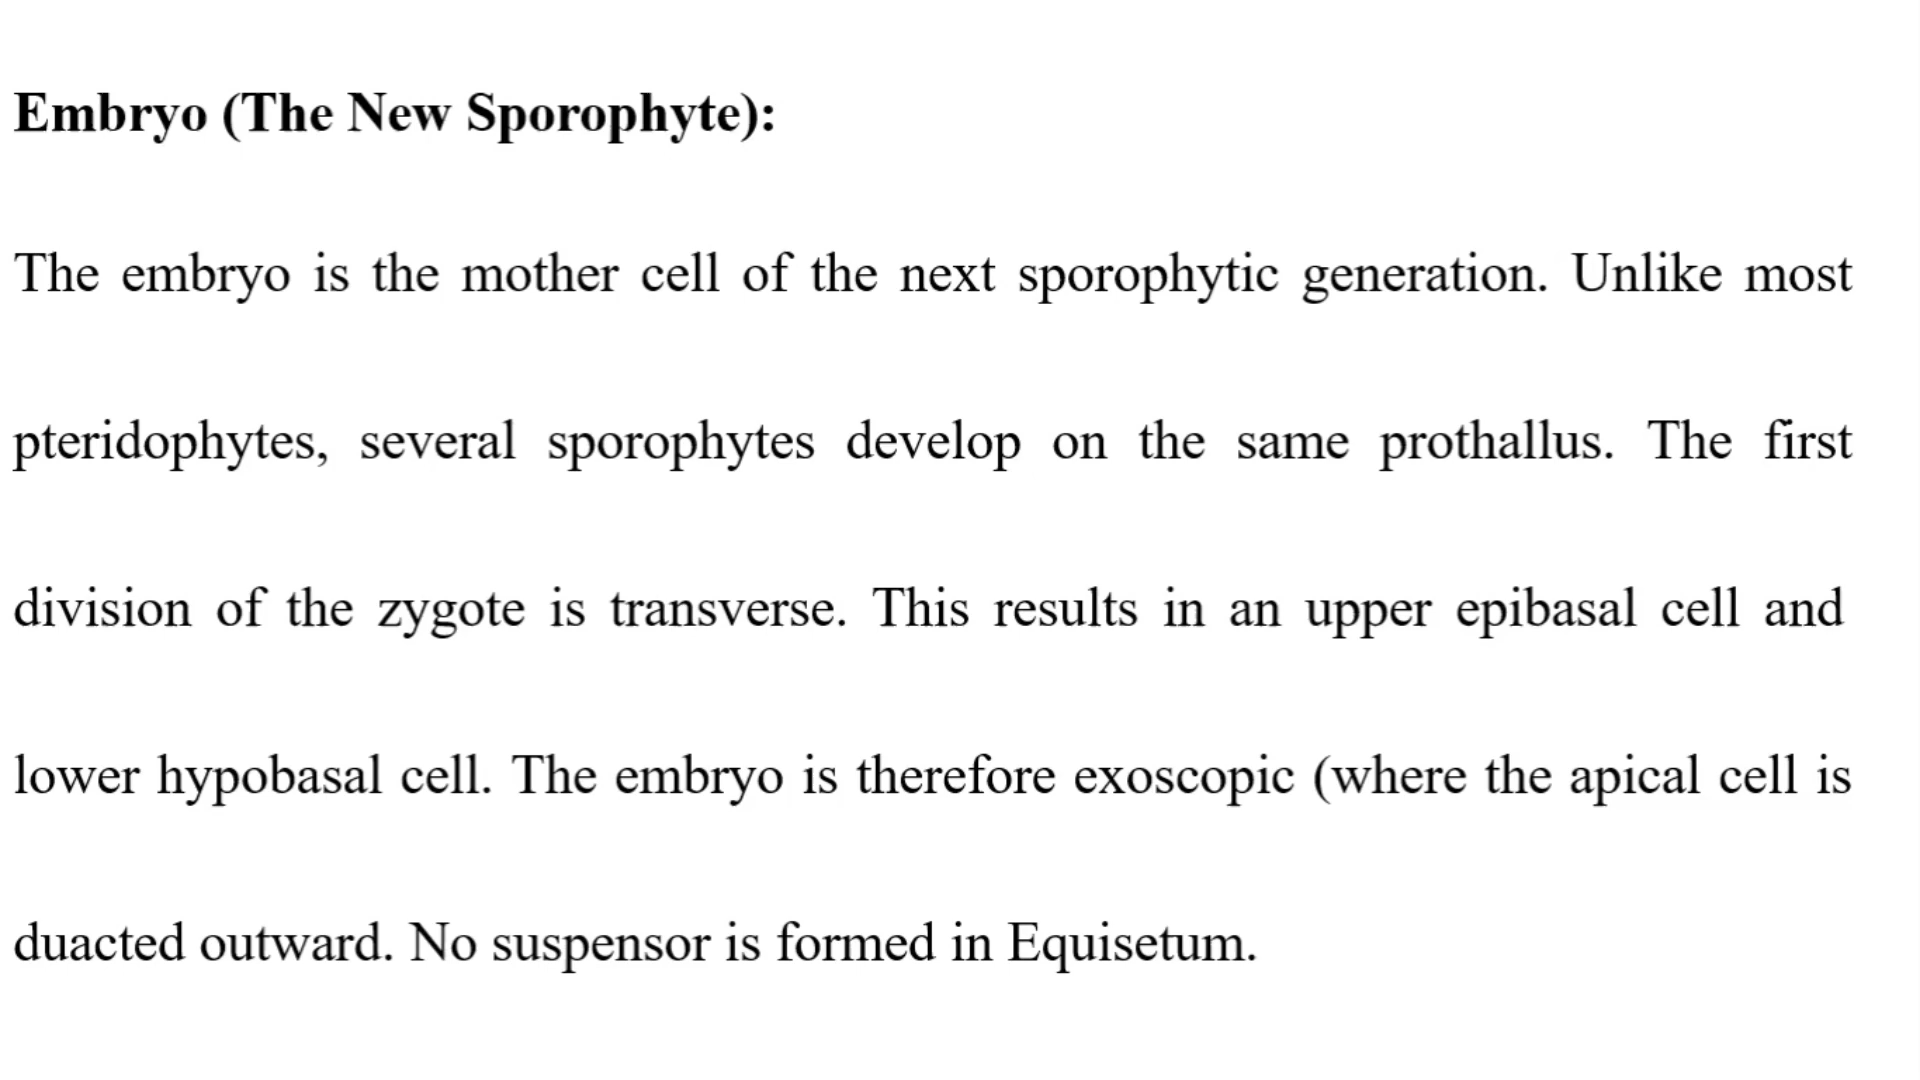 Embryo (The New Sporophyte):
The embryo is the mother cell of the next sporophytic generation. Unlike most
pteridophytes, several sporophytes develop on the same prothallus. The first
division of the zygote is transverse. This results in an upper epibasal cell and
lower hypobasal cell. The embryo is therefore exoscopic (where the apical cell is
duacted outward. No suspensor is formed in Equisetum.